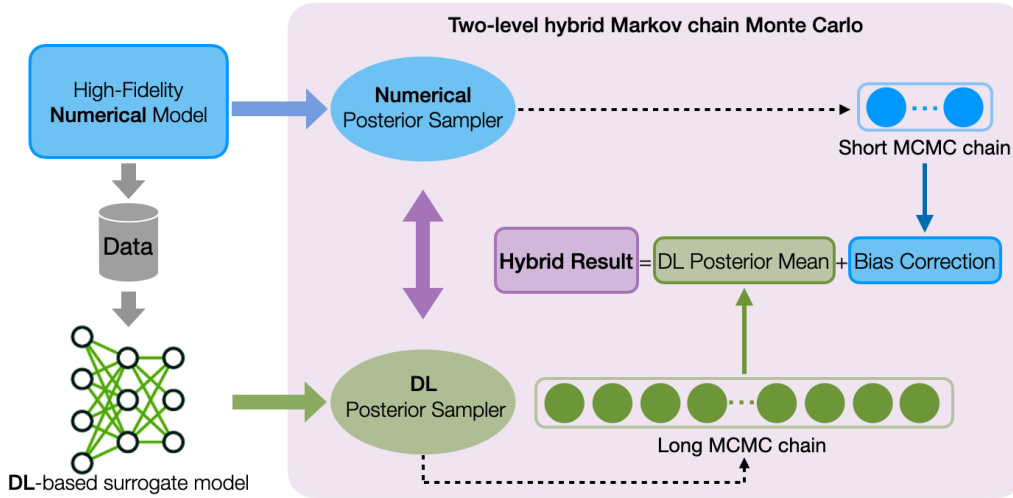 Two-level hybrid Markov chain Monte Carlo
High-Fidelity
Numerical Model
Numerical
Posterior Sampler
Short MCMC chain
Data
Hybrid Result = DL Posterior Mean + Bias Correction
DL
Posterior Sampler
Long MCMC chain
DL-based surrogate model